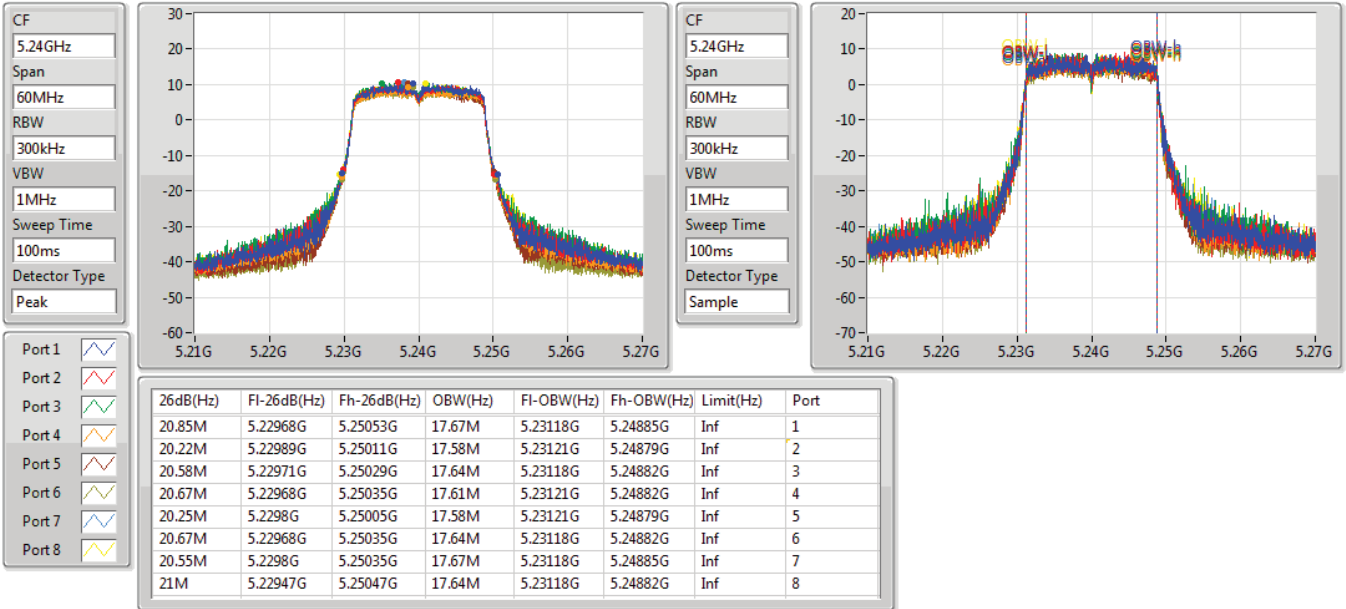 CF
5.24GHz
Span
60MHz
RBW
300kHz
VBW
1MHz
Sweep Time
100ms
Detector Type
Peak
30
20
10
0
-10
-20
-30
-40
-50
-60
5.21G 5.22G 5.23G 5.24G 5.25G 5.26G 5.27G
CF
5.24GHz
Span
60MHz
RBW
300kHz
VBW
1MHz
Sweep Time
100ms
Detector Type
Sample
20
10
0
-10
-20
-30
-40
-50
-60
-70
OBW-l OBW-h
5.21G 5.22G 5.23G 5.24G 5.25G 5.26G 5.27G
Port 1
Port 2
Port 3
Port 4
Port 5
Port 6
Port 7
Port 8
26dB(Hz) Fl-26dB(Hz) Fh-26dB(Hz) OBW(Hz) Fl-OBW(Hz) Fh-OBW(Hz) Limit(Hz) Port
20.85M 5.22968G 5.25053G 17.67M 5.23118G 5.24885G Inf 1
20.22M 5.22989G 5.25011G 17.58M 5.23121G 5.24879G Inf 2
20.58M 5.22971G 5.25029G 17.64M 5.23118G 5.24882G Inf 3
20.67M 5.22968G 5.25035G 17.61M 5.23121G 5.24882G Inf 4
20.25M 5.2298G 5.25005G 17.58M 5.23121G 5.24879G Inf 5
20.67M 5.22968G 5.25035G 17.64M 5.23118G 5.24882G Inf 6
20.55M 5.2298G 5.25035G 17.67M 5.23118G 5.24885G Inf 7
21M 5.22947G 5.25047G 17.64M 5.23118G 5.24882G Inf 8